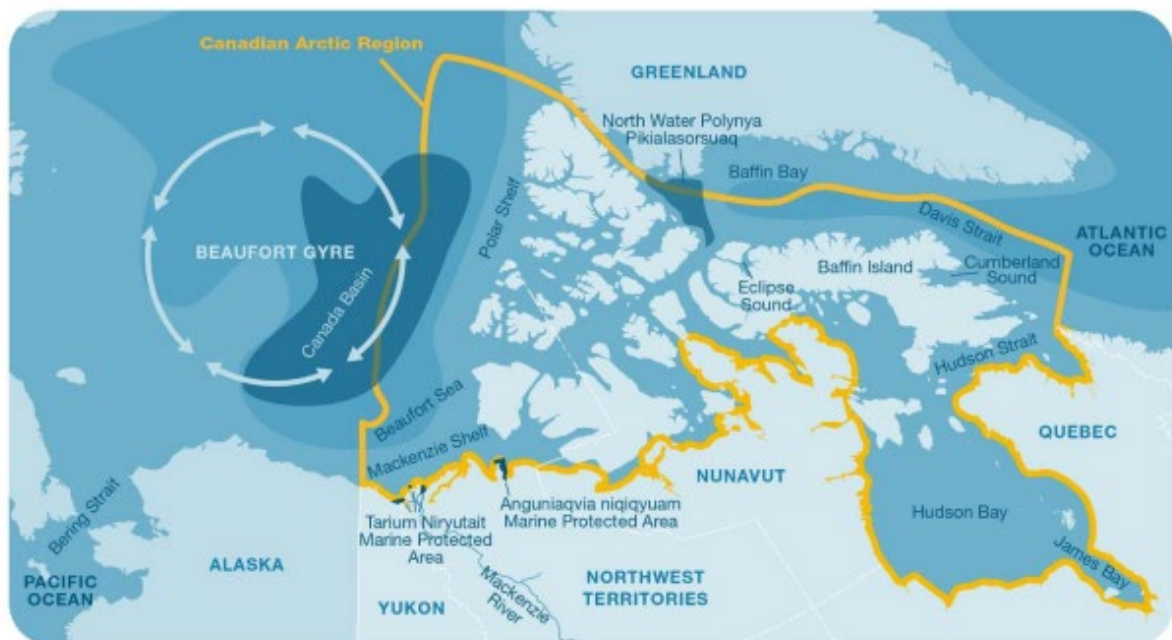 Canadian Arctic Region
GREENLAND
North Water Polynya
Pikialasorsuaq
Baffin Bay
Polar Shelf
Davis Strait
ATLANTIC
OCEAN
BEAUFORT GYRE
Canada Basin
Baffin Island
Cumberland
Sound
Eclipse
Sound
Hudson Strait
Beaufort Sea
Mackenzie Shelf
QUEBEC
NUNAVUT
Bering Strait
Anguniaqvia niqiqyuam
Marine Protected Area
Hudson Bay
Tarium Niryutait
Marine Protected
Area
James Bay
ALASKA
PACIFIC
OCEAN
Mackenzie
River
NORTHWEST
TERRITORIES
YUKON